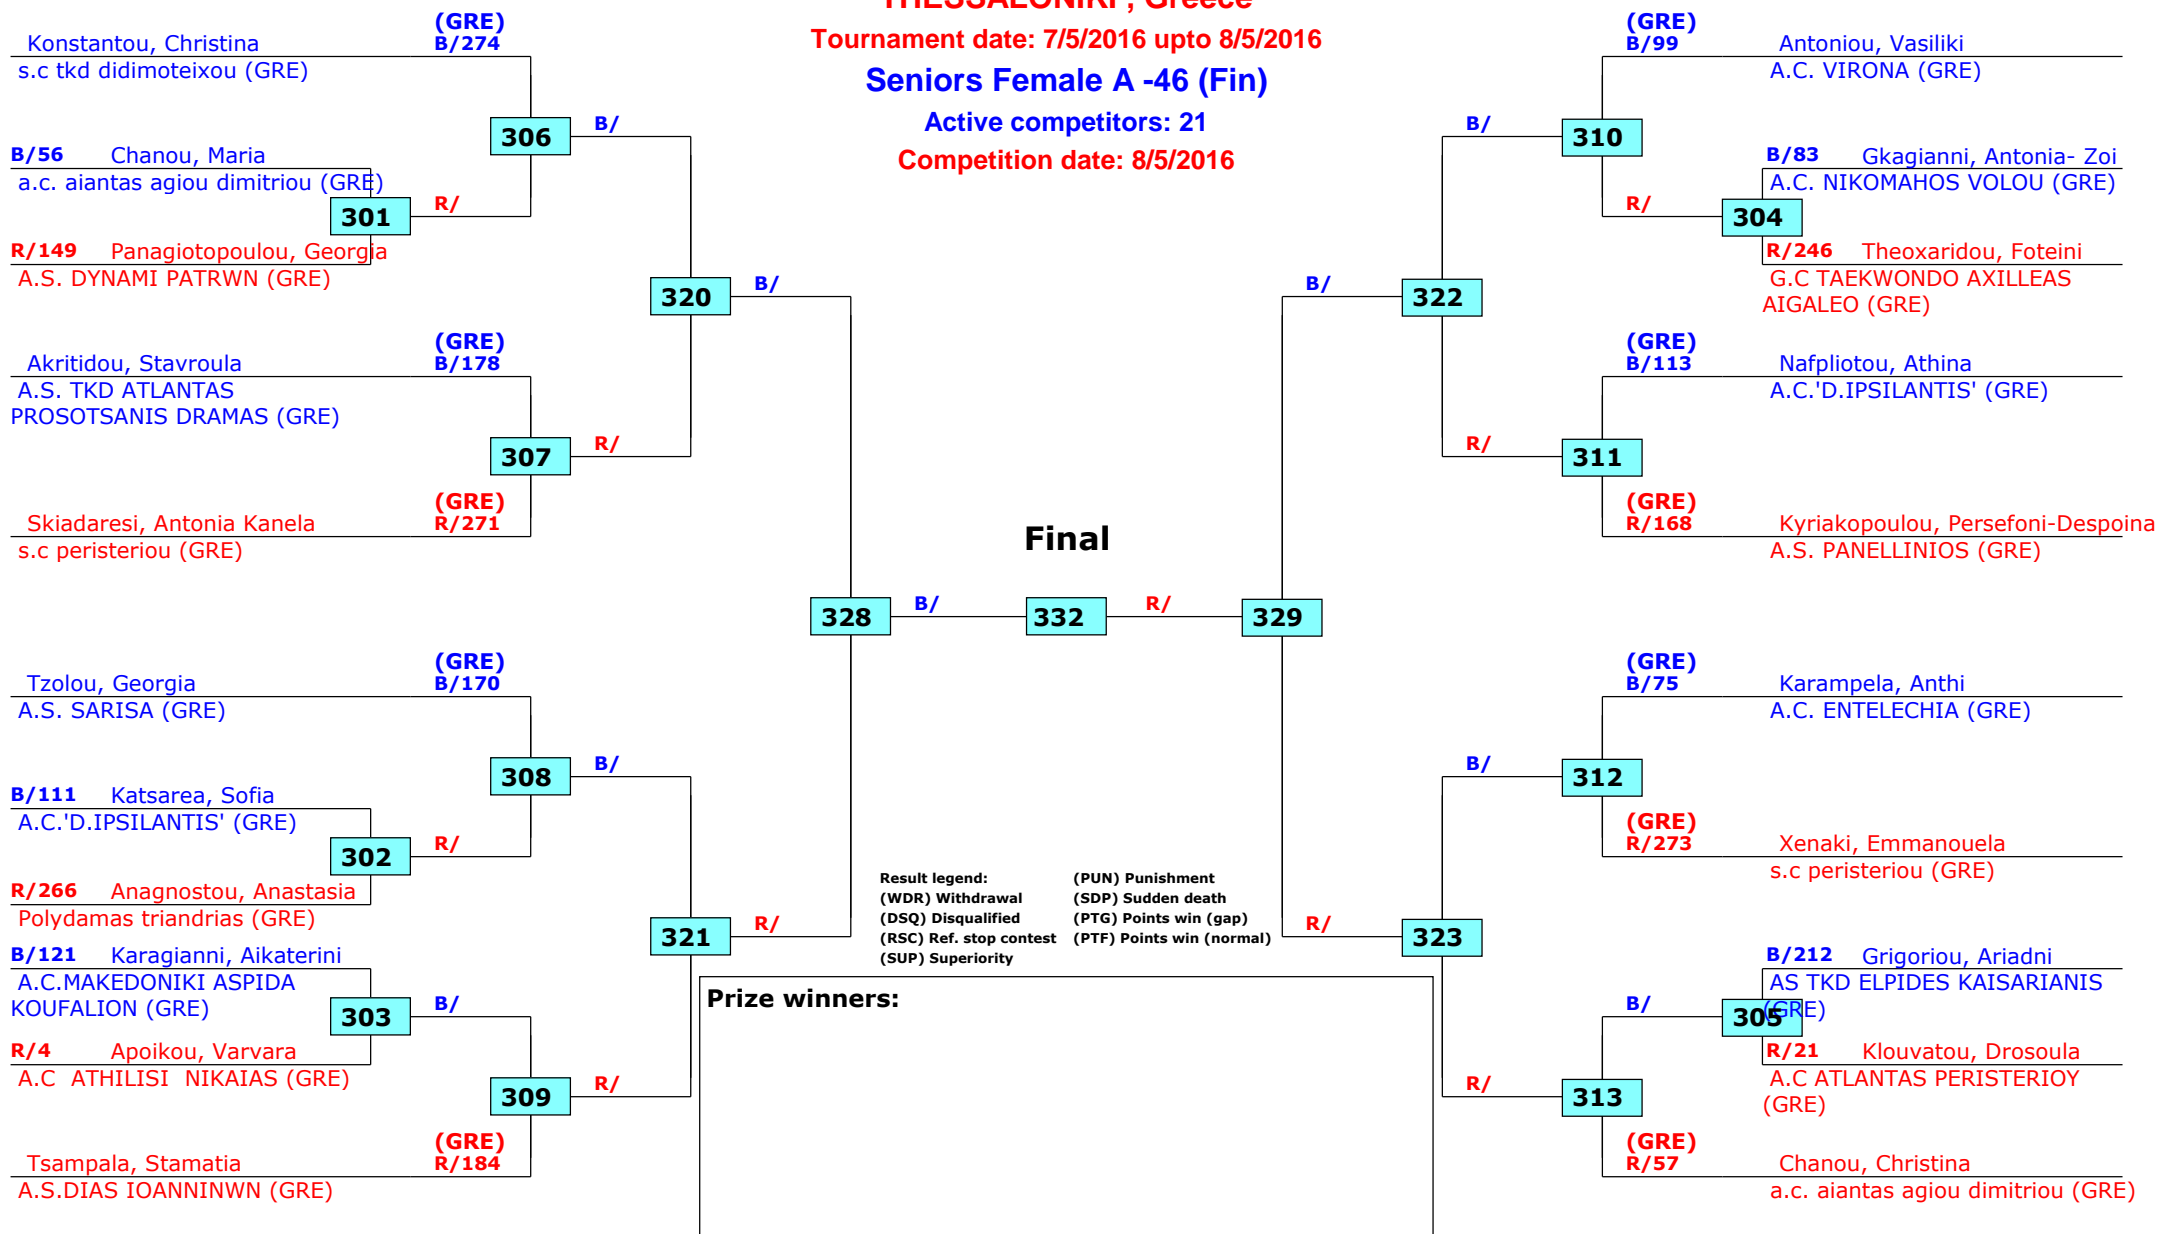 THESSALONIKI , Greece
Tournament date: 7/5/2016 upto 8/5/2016
Seniors Female A -46 (Fin)
Active competitors: 21
Competition date: 8/5/2016
(GRE)
Konstantou, Christina B/274
s.c tkd didimoteixou (GRE)
306
B/
B/56 Chanou, Maria
a.c. aiantas agiou dimitriou (GRE)
301
R/
R/149 Panagiotopoulou, Georgia
A.S. DYNAMI PATRWN (GRE)
320
B/
(GRE)
Akritidou, Stavroula B/178
A.S. TKD ATLANTAS
PROSOTSANIS DRAMAS (GRE)
307
R/
(GRE)
Skiadaresi, Antonia Kanela R/271
s.c peristeriou (GRE)
328
B/
(GRE)
Tzolou, Georgia B/170
A.S. SARISA (GRE)
308
B/
B/111 Katsarea, Sofia
A.C.'D.IPSILANTIS' (GRE)
302
R/
R/266 Anagnostou, Anastasia
Polydamas triandrias (GRE)
321
R/
B/121 Karagianni, Aikaterini
A.C.MAKEDONIKI ASPIDA
KOUFALION (GRE)
303
B/
R/4 Apoikou, Varvara
A.C ATHILISI NIKAIAS (GRE)
309
R/
(GRE)
Tsampala, Stamatia R/184
A.S.DIAS IOANNINWN (GRE)
Final
332
R/
329
(GRE)
B/99 Antoniou, Vasiliki
A.C. VIRONA (GRE)
B/
310
B/83 Gkagianni, Antonia- Zoi
A.C. NIKOMAHOS VOLOU (GRE)
R/
304
R/246 Theoxaridou, Foteini
G.C TAEKWONDO AXILLEAS
AIGALEO (GRE)
B/
322
(GRE)
B/113 Nafpliotou, Athina
A.C.'D.IPSILANTIS' (GRE)
R/
311
(GRE)
R/168 Kyriakopoulou, Persefoni-Despoina
A.S. PANELLINIOS (GRE)
(GRE)
B/75 Karampela, Anthi
A.C. ENTELECHIA (GRE)
B/
312
(GRE)
R/273 Xenaki, Emmanouela
s.c peristeriou (GRE)
R/
323
B/212 Grigoriou, Ariadni
AS TKD ELPIDES KAISARIANIS
(GRE)
B/
305
R/21 Klouvatou, Drosoula
A.C ATLANTAS PERISTERIOY
(GRE)
R/
313
(GRE)
R/57 Chanou, Christina
a.c. aiantas agiou dimitriou (GRE)
Result legend: (PUN) Punishment
(WDR) Withdrawal (SDP) Sudden death
(DSQ) Disqualified (PTG) Points win (gap)
(RSC) Ref. stop contest (PTF) Points win (normal)
(SUP) Superiority
Prize winners: